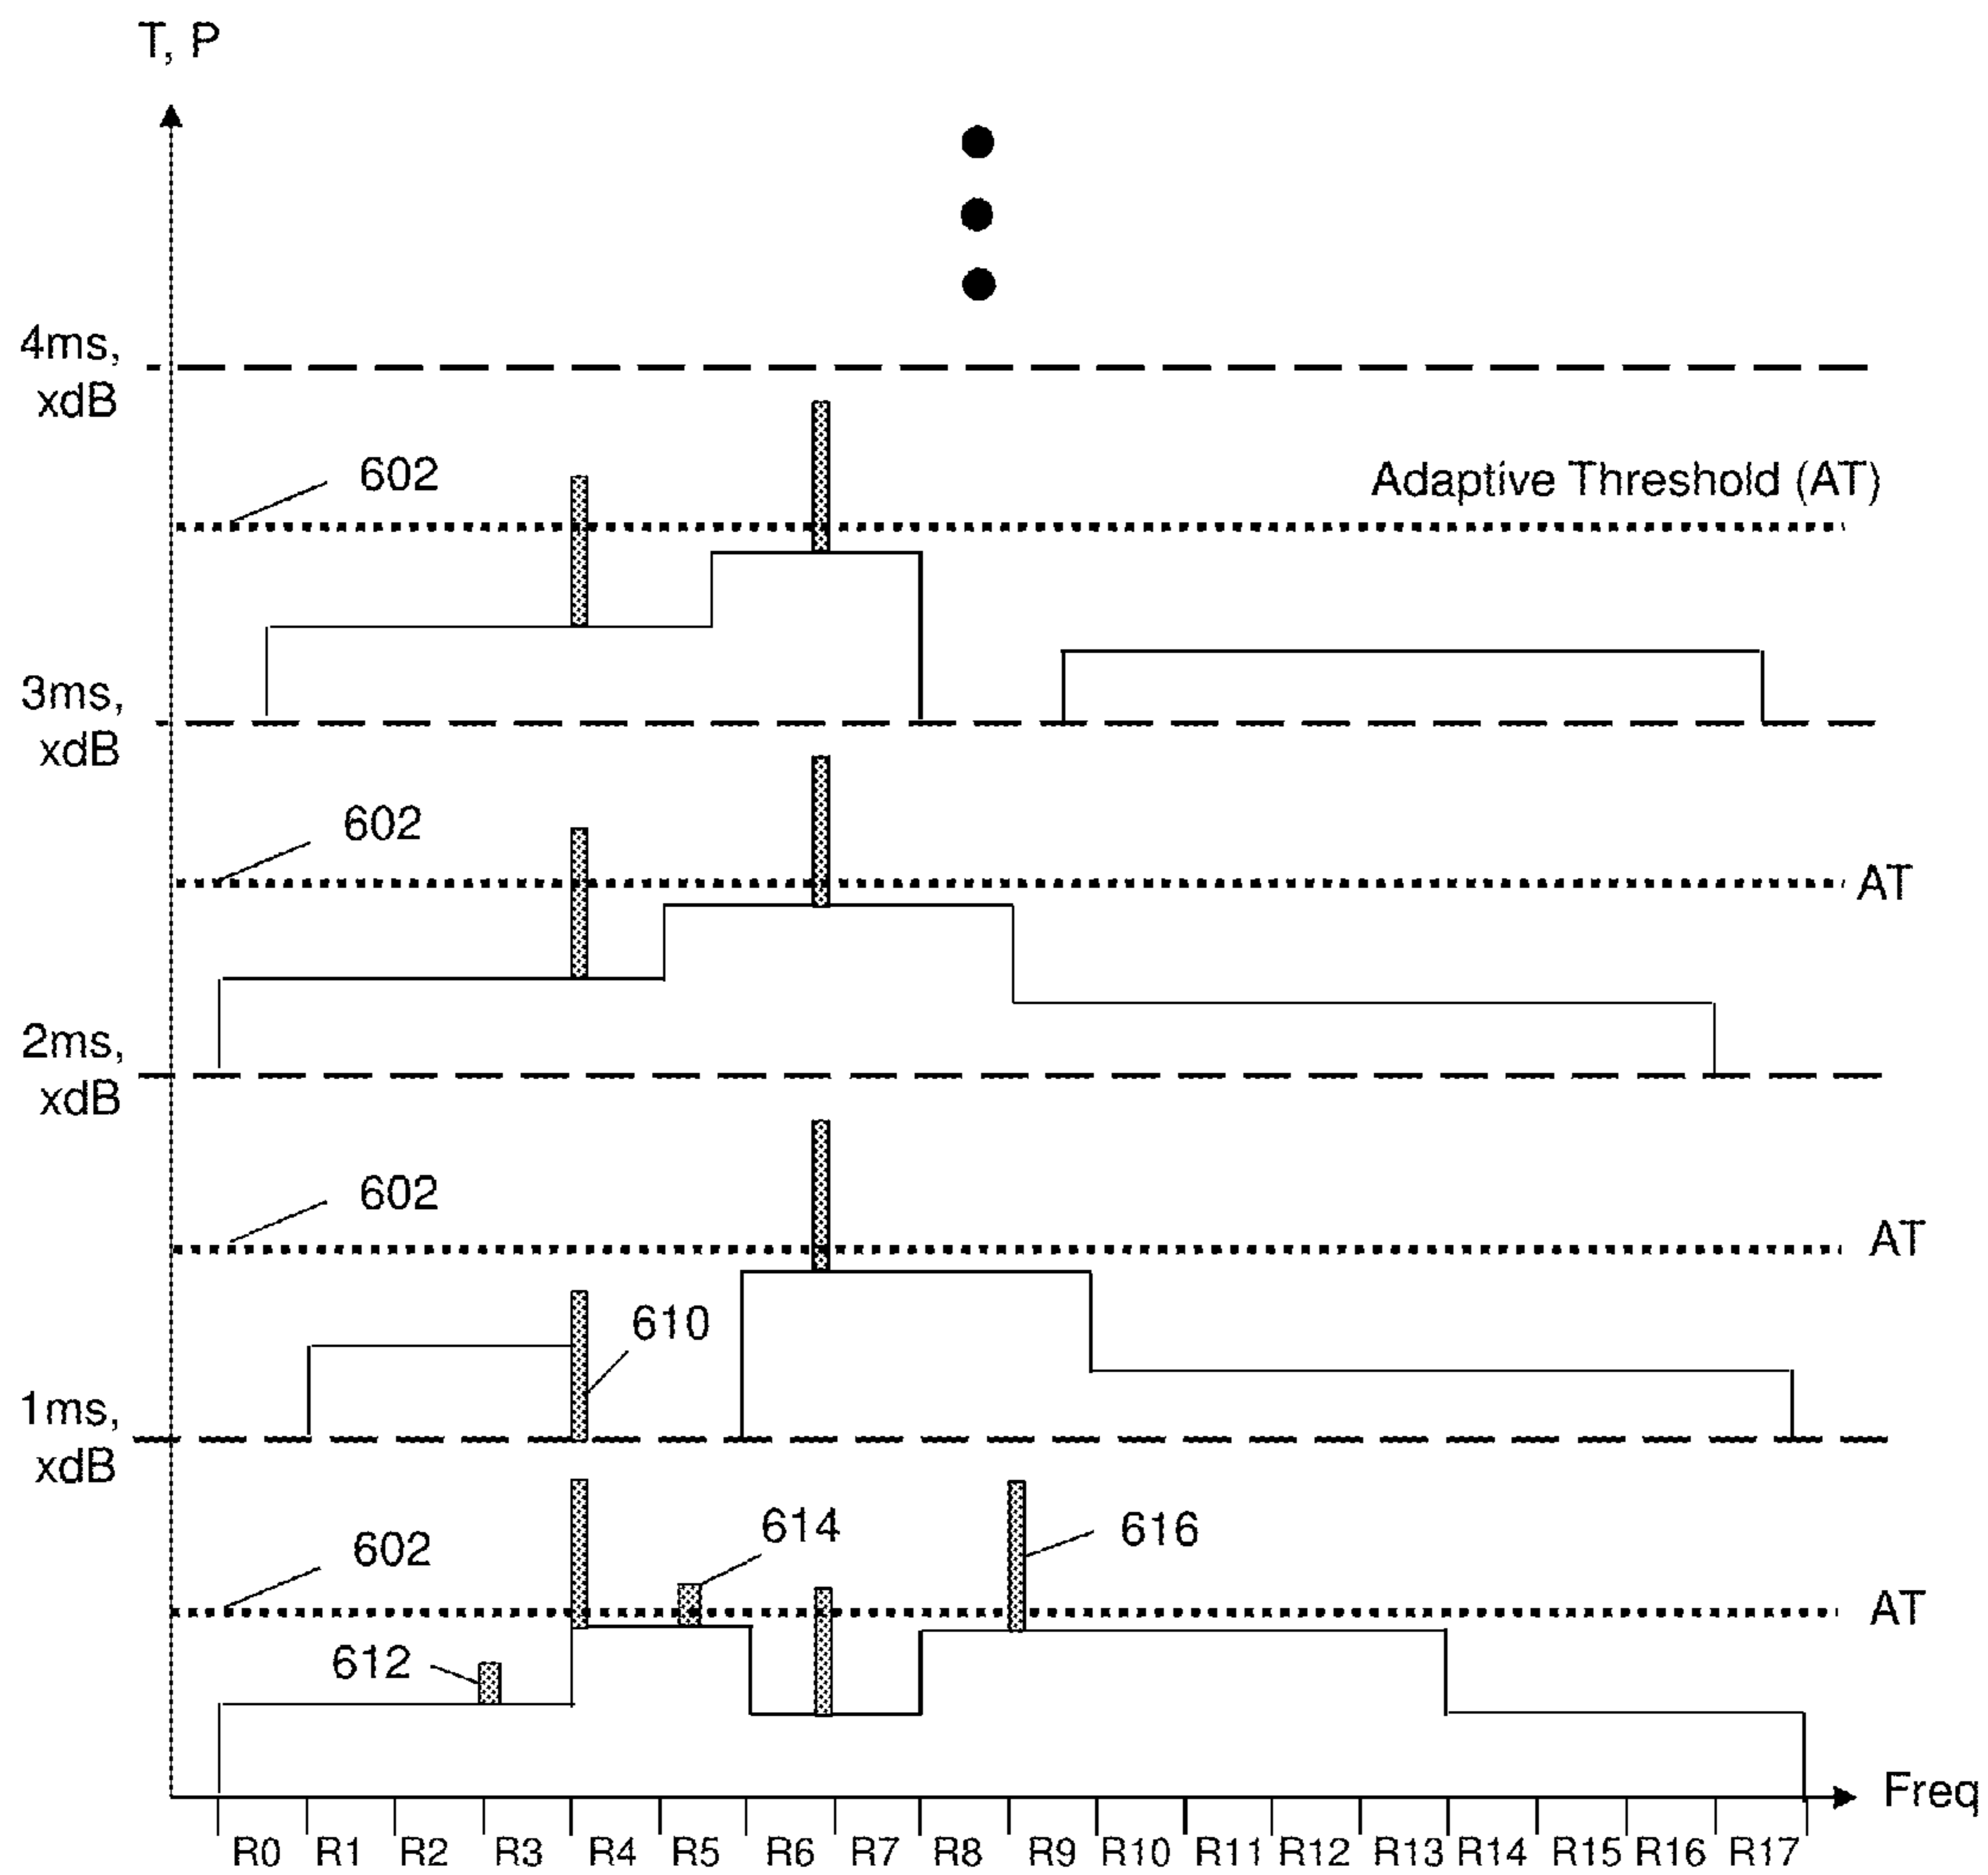 T, P
4ms,
xdB
602
Adaptive Threshold (AT)
3ms,
xdB
602
AT
2ms,
xdB
602
AT
610
1ms,
xdB
614
616
602
AT
612
Freq
R0 R1 R2 R3 R4 R5 R6 R7 R8 R9 R10 R11 R12 R13 R14 R15 R16 R17